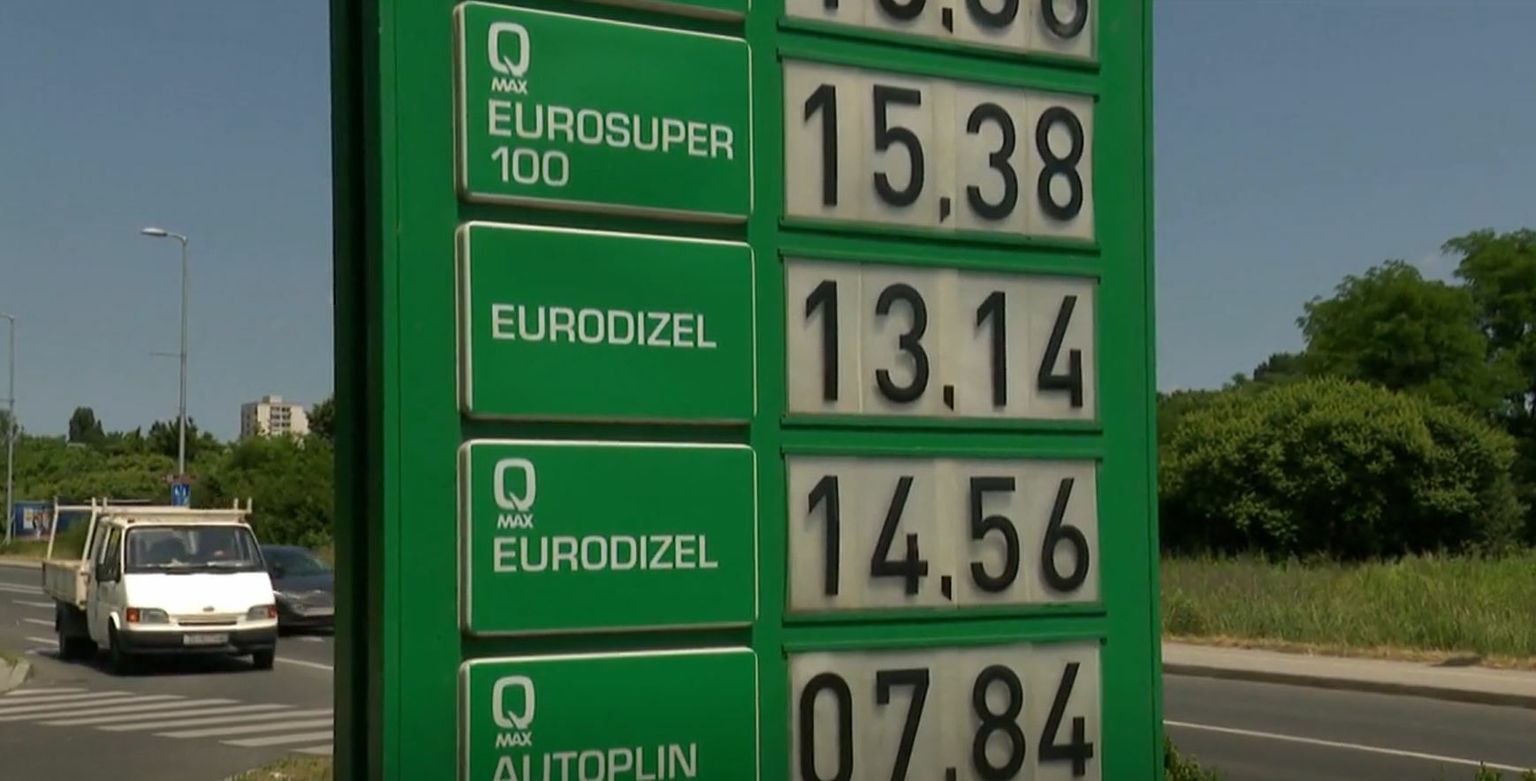 Q
MAX
EUROSUPER
100
15,38
EURODIZEL
13,14
Q
MAX
EURODIZEL
14,56
Q
MAX
AUTOPLIN
07,84